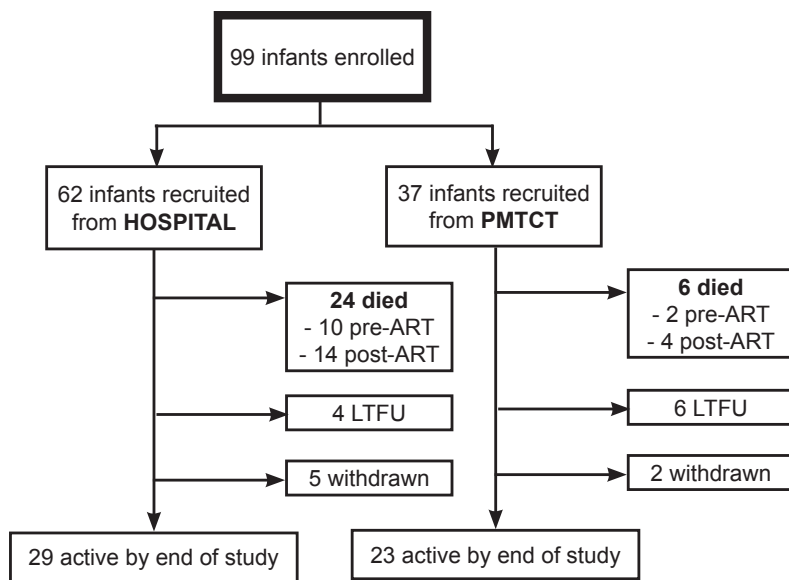 99 infants enrolled
62 infants recruited
from HOSPITAL
37 infants recruited
from PMTCT
24 died
- 10 pre-ART
- 14 post-ART
6 died
- 2 pre-ART
- 4 post-ART
4 LTFU
6 LTFU
5 withdrawn
2 withdrawn
29 active by end of study
23 active by end of study